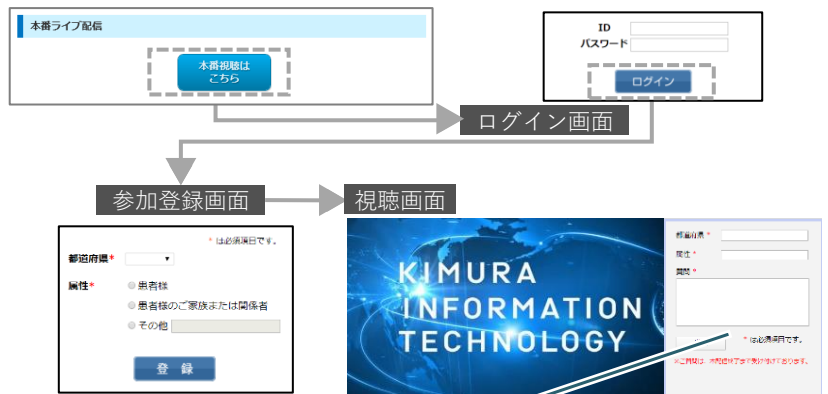 本番ライブ配信
本番視聴は
こちら
ID
パスワード
ログイン
ログイン画面
参加登録画面
視聴画面
* は必須項目です。
都道府県*
属性*
患者様
患者様のご家族または関係者
その他
登 録
KIMURA
INFORMATION
TECHNOLOGY
都道府県 *
属性 *
質問 *
* は必須項目です。